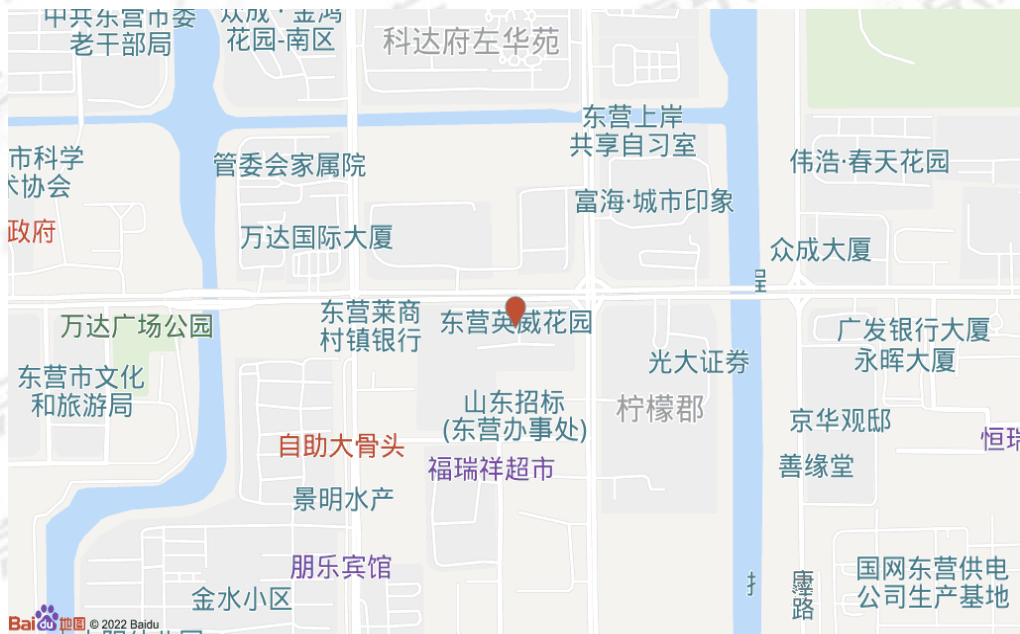 中共东营市委
老干部局
众成·金鸿
花园-南区
科达府左华苑
东营上岸
共享自习室
市科学
术协会
管委会家属院
伟浩·春天花园
富海·城市印象
政府
万达国际大厦
众成大厦
东营莱商
村镇银行
东营英威花园
万达广场公园
广发银行大厦
永晖大厦
光大证券
东营市文化
和旅游局
山东招标
(东营办事处)
柠檬郡
京华观邸
自助大骨头
恒瑞
福瑞祥超市
善缘堂
景明水产
朋乐宾馆
国网东营供电
公司生产基地
金水小区
路
Bai du 地图 © 2022 Baidu